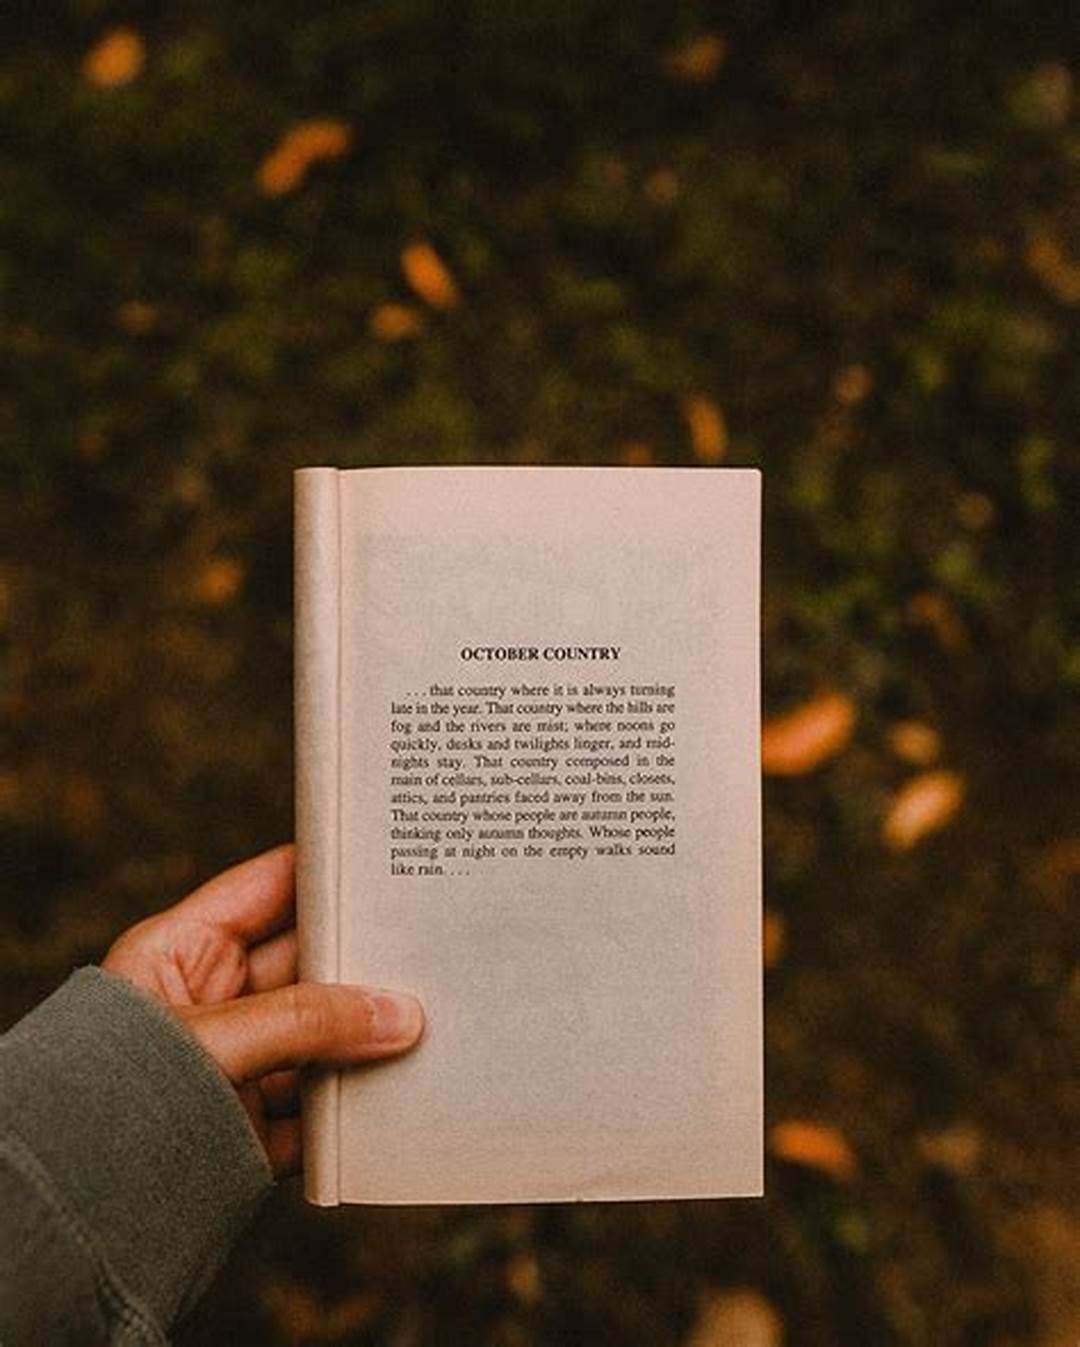 OCTOBER COUNTRY
. . . that country where it is always turning
late in the year. That country where the hills are
fog and the rivers are mist; where noons go
quickly, dusks and twilights linger, and mid-
nights stay. That country composed in the
main of cellars, sub-cellars, coal-bins, closets,
attics, and pantries faced away from the sun.
That country whose people are autumn people,
thinking only autumn thoughts. Whose people
passing at night on the empty walks sound
like rain. . . .